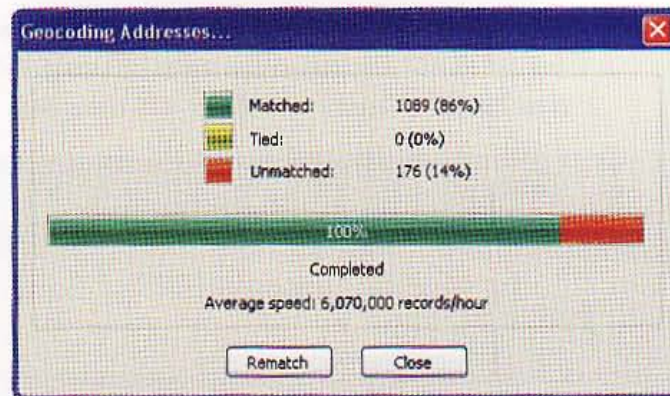 Geocoding Addresses...
Matched: 1089 (86%)
Tied: 0 (0%)
Unmatched: 176 (14%)
100%
Completed
Average speed: 6,070,000 records/hour
Rematch Close